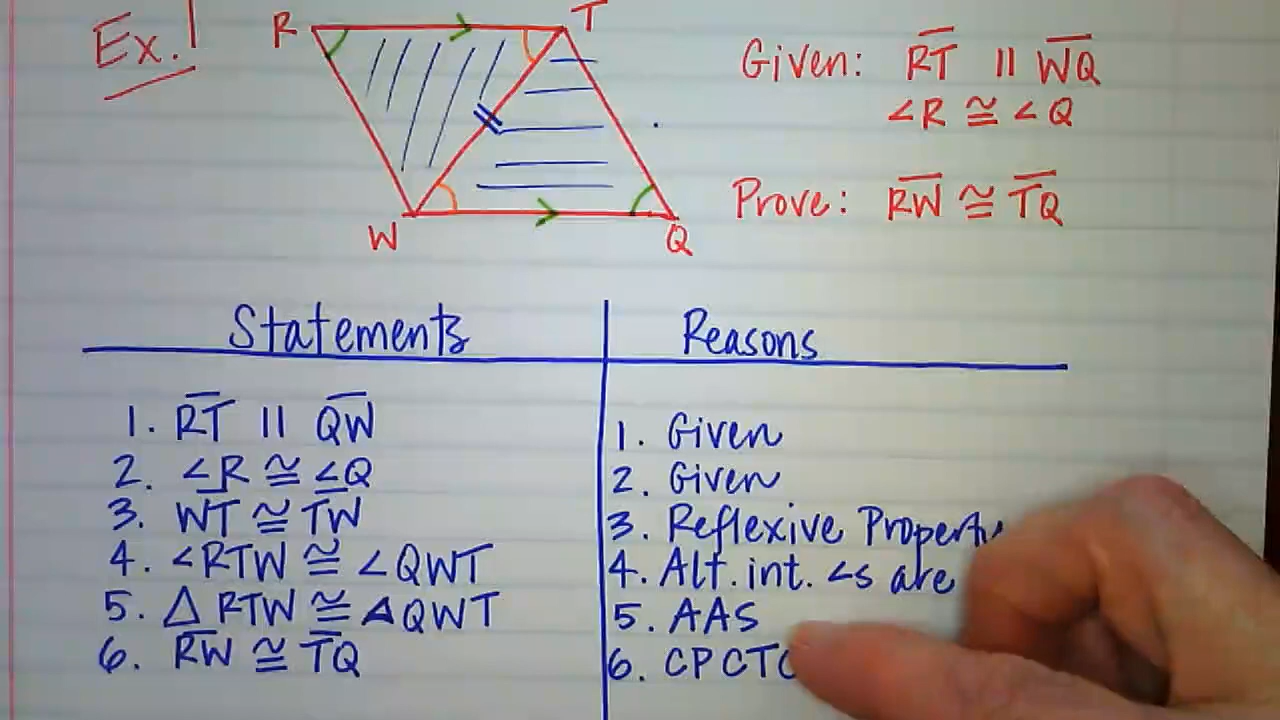 Ex. 1
R T
W Q
Given: RT || WQ
∠R ≅ ∠Q
Prove: RW ≅ TQ
Statements Reasons
1. RT || QW 1. Given
2. ∠R ≅ ∠Q 2. Given
3. WT ≅ TW 3. Reflexive Property
4. ∠RTW ≅ ∠QWT 4. Alt. int. ∠s are
5. △RTW ≅ △QWT 5. AAS
6. RW ≅ TQ 6. CPCTC